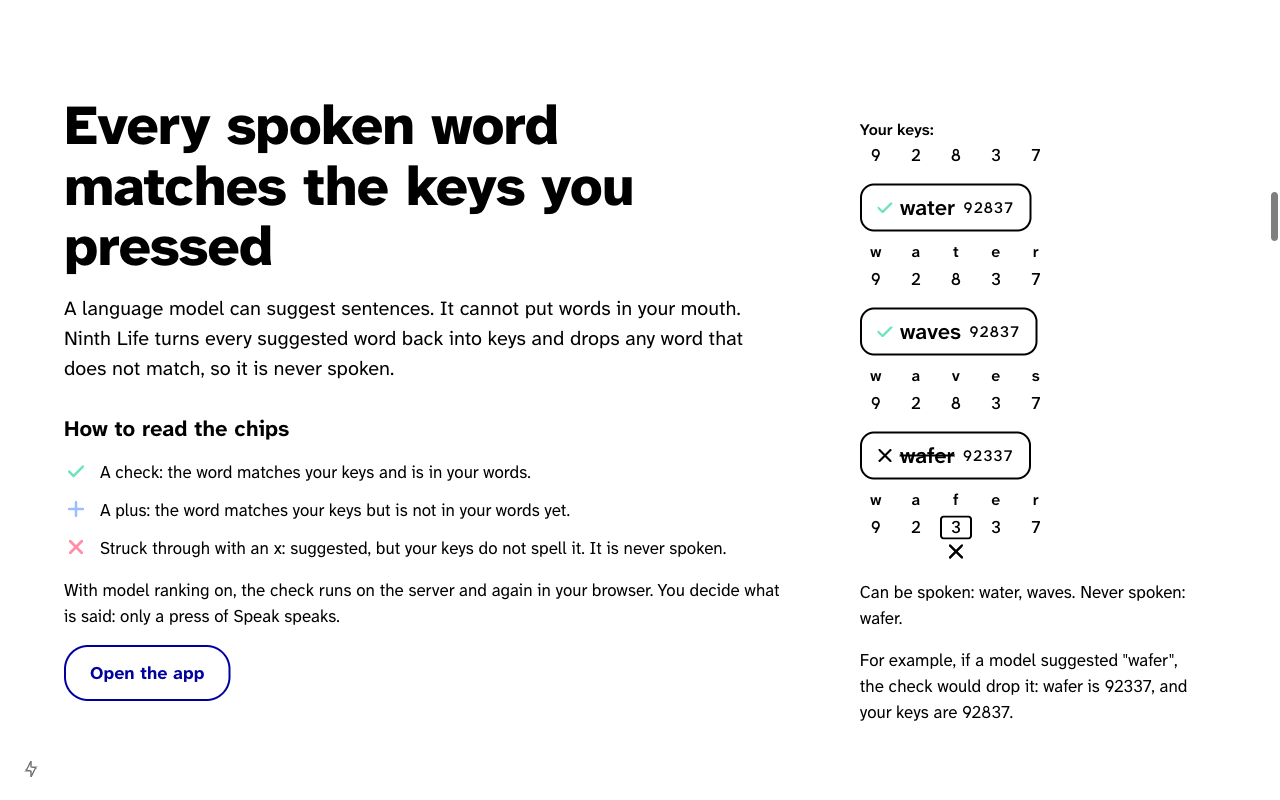 Every spoken word
matches the keys you
pressed
A language model can suggest sentences. It cannot put words in your mouth.
Ninth Life turns every suggested word back into keys and drops any word that
does not match, so it is never spoken.
How to read the chips
A check: the word matches your keys and is in your words.
A plus: the word matches your keys but is not in your words yet.
Struck through with an x: suggested, but your keys do not spell it. It is never spoken.
With model ranking on, the check runs on the server and again in your browser. You decide what
is said: only a press of Speak speaks.
Open the app
Your keys:
9 2 8 3 7
water 92837
w a t e r
9 2 8 3 7
waves 92837
w a v e s
9 2 8 3 7
wafer 92337
w a f e r
9 2 3 3 7
Can be spoken: water, waves. Never spoken:
wafer.
For example, if a model suggested "wafer",
the check would drop it: wafer is 92337, and
your keys are 92837.